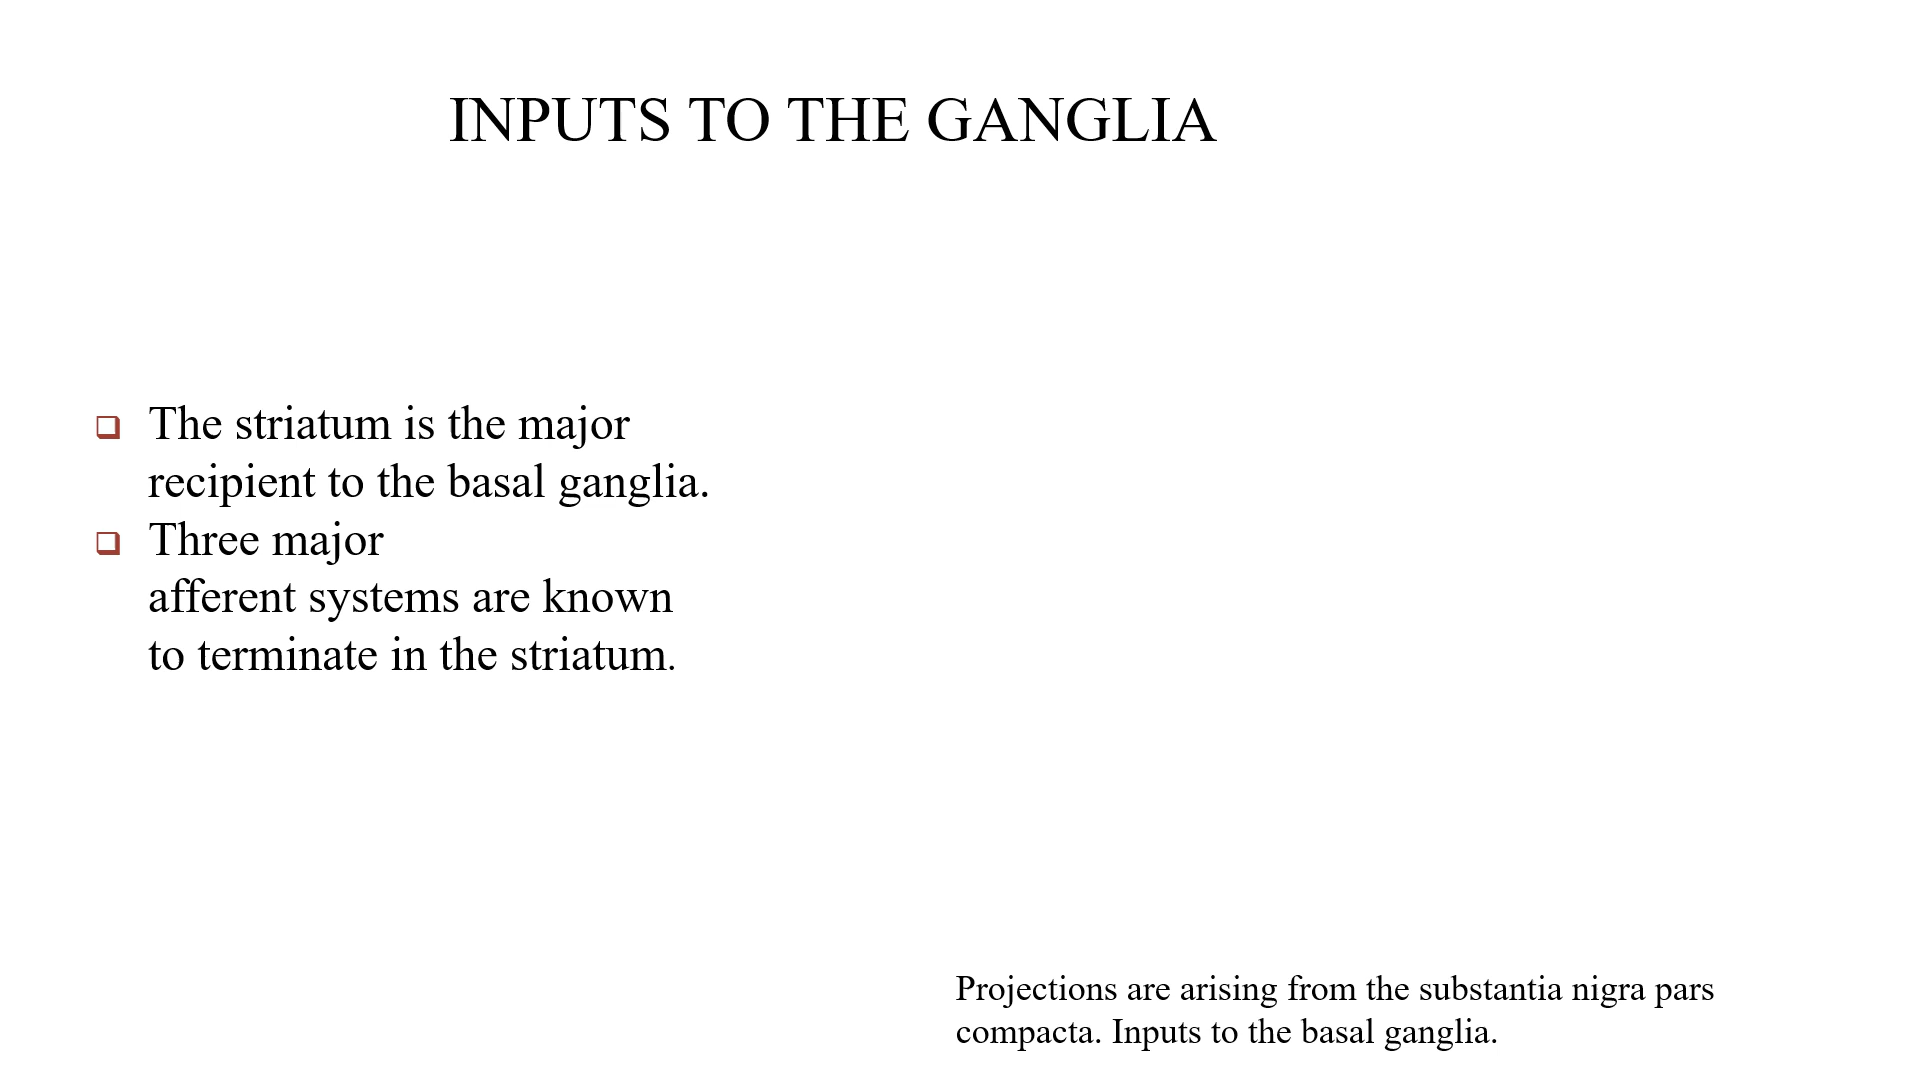 INPUTS TO THE GANGLIA
The striatum is the major
recipient to the basal ganglia.
Three major
afferent systems are known
to terminate in the striatum.
Projections are arising from the substantia nigra pars
compacta. Inputs to the basal ganglia.